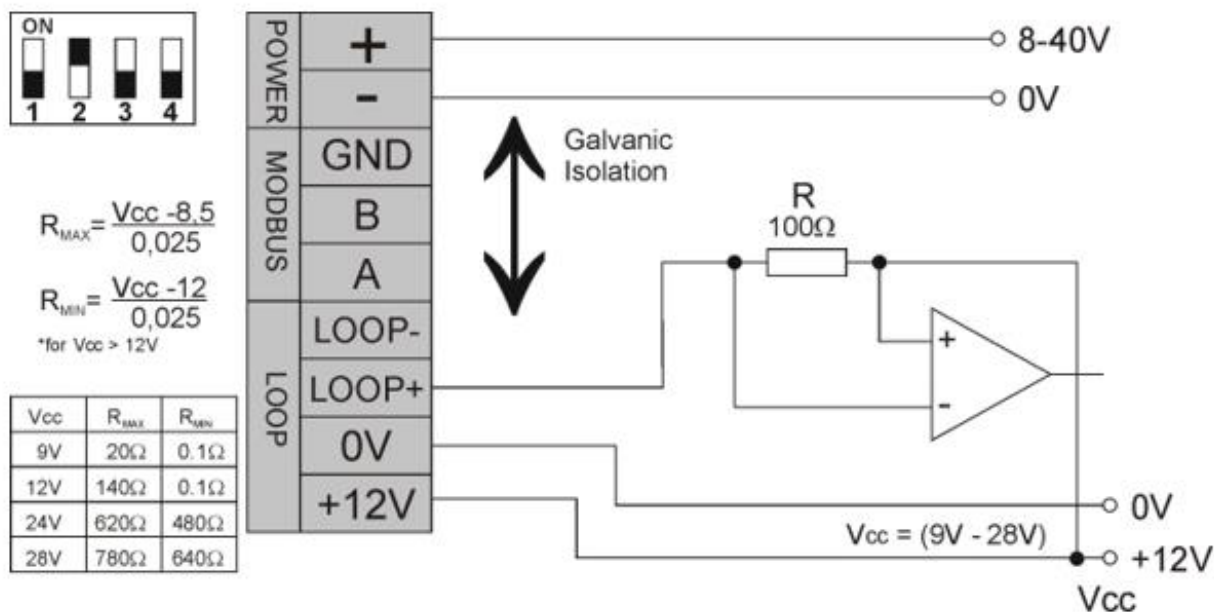 ON
1 2 3 4
POWER
+
-
MODBUS
GND
B
A
LOOP
LOOP-
LOOP+
0V
+12V
8-40V
0V
Galvanic
Isolation
R
100Ω
+
-
0V
Vcc = (9V - 28V)
+12V
Vcc
RMAX= Vcc -8,5
0,025
RMIN= Vcc -12
0,025
*for Vcc > 12V
Vcc RMAX RMIN
9V 20Ω 0.1Ω
12V 140Ω 0.1Ω
24V 620Ω 480Ω
28V 780Ω 640Ω